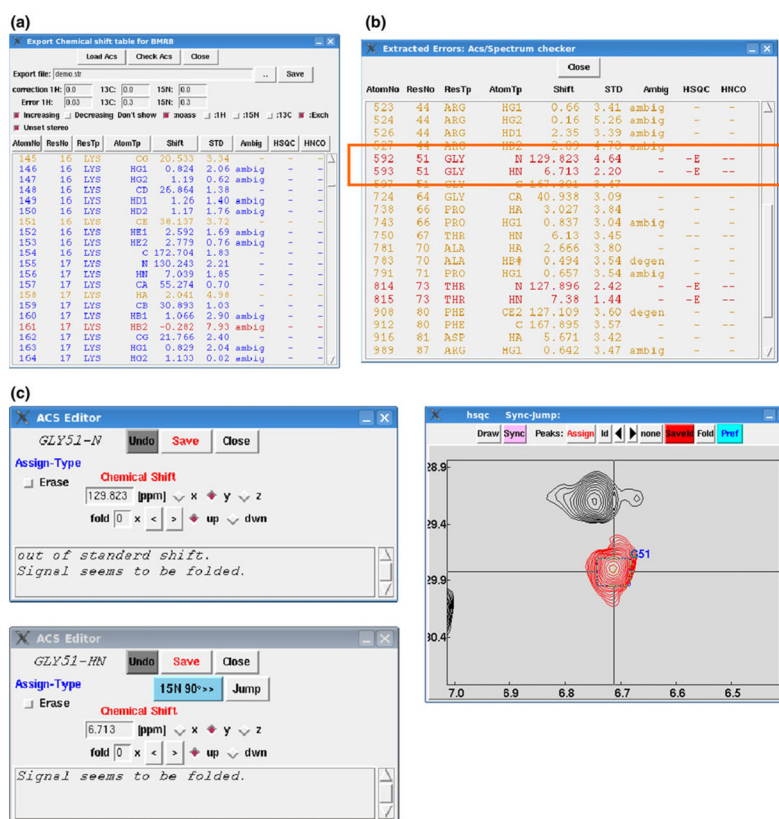 (a)
Export Chemical shift table for BMRB
Load Acs Check Acs Close
Export file: demo.str .. Save
correction 1H: 0.0 13C: 0.0 15N: 0.0
Error 1H: 0.03 13C: 0.3 15N: 0.3
Increasing Decreasing Don't show :noass :1H :15N :13C :Exch
Unset stereo
AtomNo ResNo ResTp AtomTp Shift STD Ambig HSQC HNCO
145 16 LYS CG 20.533 3.34 - - -
146 16 LYS HG1 0.824 2.06 ambig - -
147 16 LYS HG2 1.19 0.62 ambig - -
148 16 LYS CD 26.864 1.38 - - -
149 16 LYS HD1 1.26 1.40 ambig - -
150 16 LYS HD2 1.17 1.76 ambig - -
151 16 LYS CE 38.137 3.72 - - -
152 16 LYS HE1 2.592 1.69 ambig - -
153 16 LYS HE2 2.779 0.76 ambig - -
154 16 LYS C 172.704 1.83 - - -
155 17 LYS N 130.243 2.21 - - --
156 17 LYS HN 7.039 1.85 - - --
157 17 LYS CA 55.274 0.70 - - -
158 17 LYS HA 2.041 4.98 - - -
159 17 LYS CB 30.893 1.03 - - -
160 17 LYS HB1 1.066 2.90 ambig - -
161 17 LYS HB2 -0.282 7.93 ambig - -
162 17 LYS CG 21.766 2.40 - - -
163 17 LYS HG1 0.829 2.04 ambig - -
164 17 LYS HG2 1.133 0.82 ambig - -
(b)
Extracted Errors: Acs/Spectrum checker
Close
AtomNo ResNo ResTp AtomTp Shift STD Ambig HSQC HNCO
523 44 ARG HG1 0.66 3.41 ambig - -
524 44 ARG HG2 0.16 5.26 ambig - -
526 44 ARG HD1 2.35 3.39 ambig - -
527 44 ARG HD2 ambig - -
592 51 GLY N 129.823 4.64 - -E --
593 51 GLY HN 6.713 2.20 - -E --
51 GLY C
724 64 GLY CA 40.938 3.09 - - -
738 66 PRO HA 3.027 3.84 - - -
743 66 PRO HG1 0.837 3.04 ambig - -
750 67 THR HN 6.13 3.45 - -- --
781 70 ALA HA 2.666 3.80 - - -
783 70 ALA HB# 0.494 3.54 degen - -
791 71 PRO HG1 0.657 3.54 ambig - -
814 73 THR N 127.896 2.42 - -E --
815 73 THR HN 7.38 1.44 - -E --
908 80 PHE CE2 127.109 3.60 degen - -
912 80 PHE C 167.895 3.57 - - --
916 81 ASP HA 5.671 3.42 - - -
989 87 ARG HG1 0.642 3.47 ambig - -
(c)
ACS Editor
GLY51-N Undo Save Close
Assign-Type
Erase Chemical Shift
129.823 [ppm] x y z
fold 0 x < > up dwn
out of standard shift.
Signal seems to be folded.
ACS Editor
GLY51-HN Undo Save Close
Assign-Type 15N 90°>> Jump
Erase Chemical Shift
6.713 [ppm] x y z
fold 0 x < > up dwn
Signal seems to be folded.
hsqc Sync-Jump:
Draw Sync Peaks: Assign Id none SaveId Fold Pref
28.9
29.4
G51
29.9
30.4
7.0 6.9 6.8 6.7 6.6 6.5